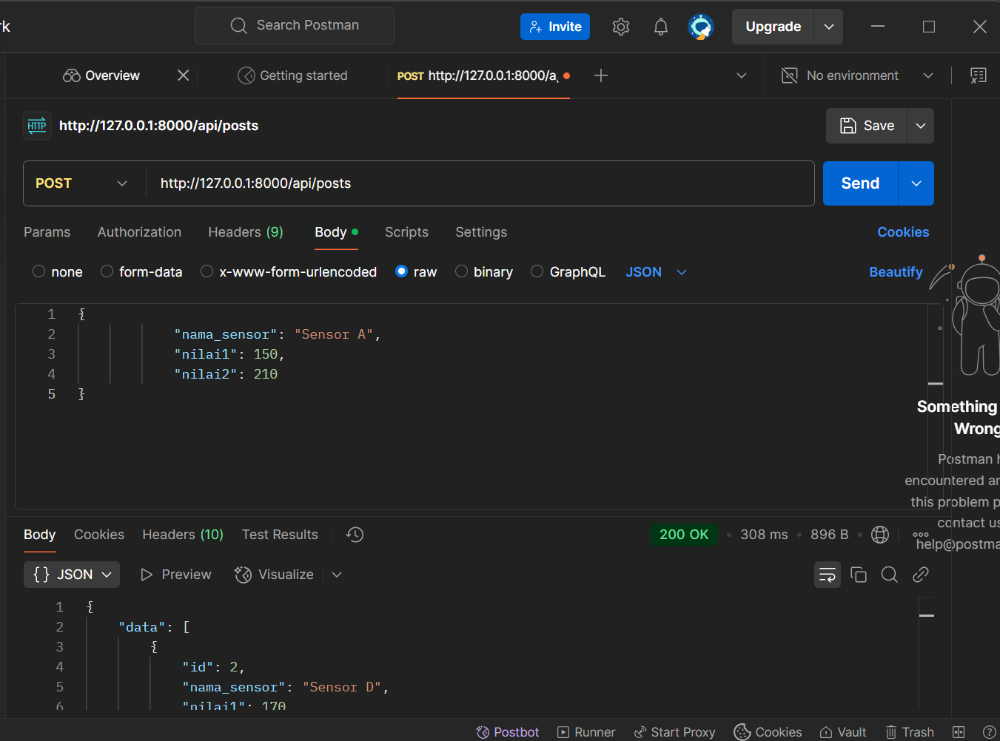 rk
Search Postman
Invite
Upgrade
Overview
Getting started
POST http://127.0.0.1:8000/a
No environment
HTTP
http://127.0.0.1:8000/api/posts
Save
POST
http://127.0.0.1:8000/api/posts
Send
Params
Authorization
Headers (9)
Body
Scripts
Settings
Cookies
none
form-data
x-www-form-urlencoded
raw
binary
GraphQL
JSON
Beautify
1 {
2 "nama_sensor": "Sensor A",
3 "nilai1": 150,
4 "nilai2": 210
5 }
Something
Wrong
Postman h
encountered an
this problem p
contact us
help@postma
Body
Cookies
Headers (10)
Test Results
200 OK
308 ms
896 B
{} JSON
Preview
Visualize
1 {
2 "data": [
3 {
4 "id": 2,
5 "nama_sensor": "Sensor D",
6 "nilai1": 170
Postbot
Runner
Start Proxy
Cookies
Vault
Trash